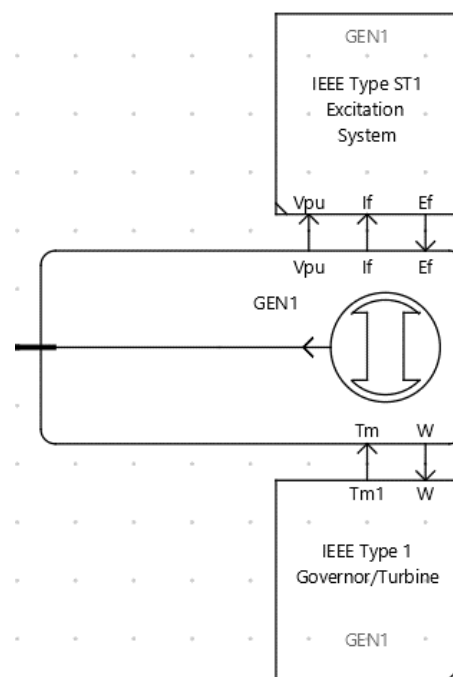 GEN1
IEEE Type ST1
Excitation
System
Vpu If Ef
Vpu If Ef
GEN1
Tm W
Tm1 W
IEEE Type 1
Governor/Turbine
GEN1